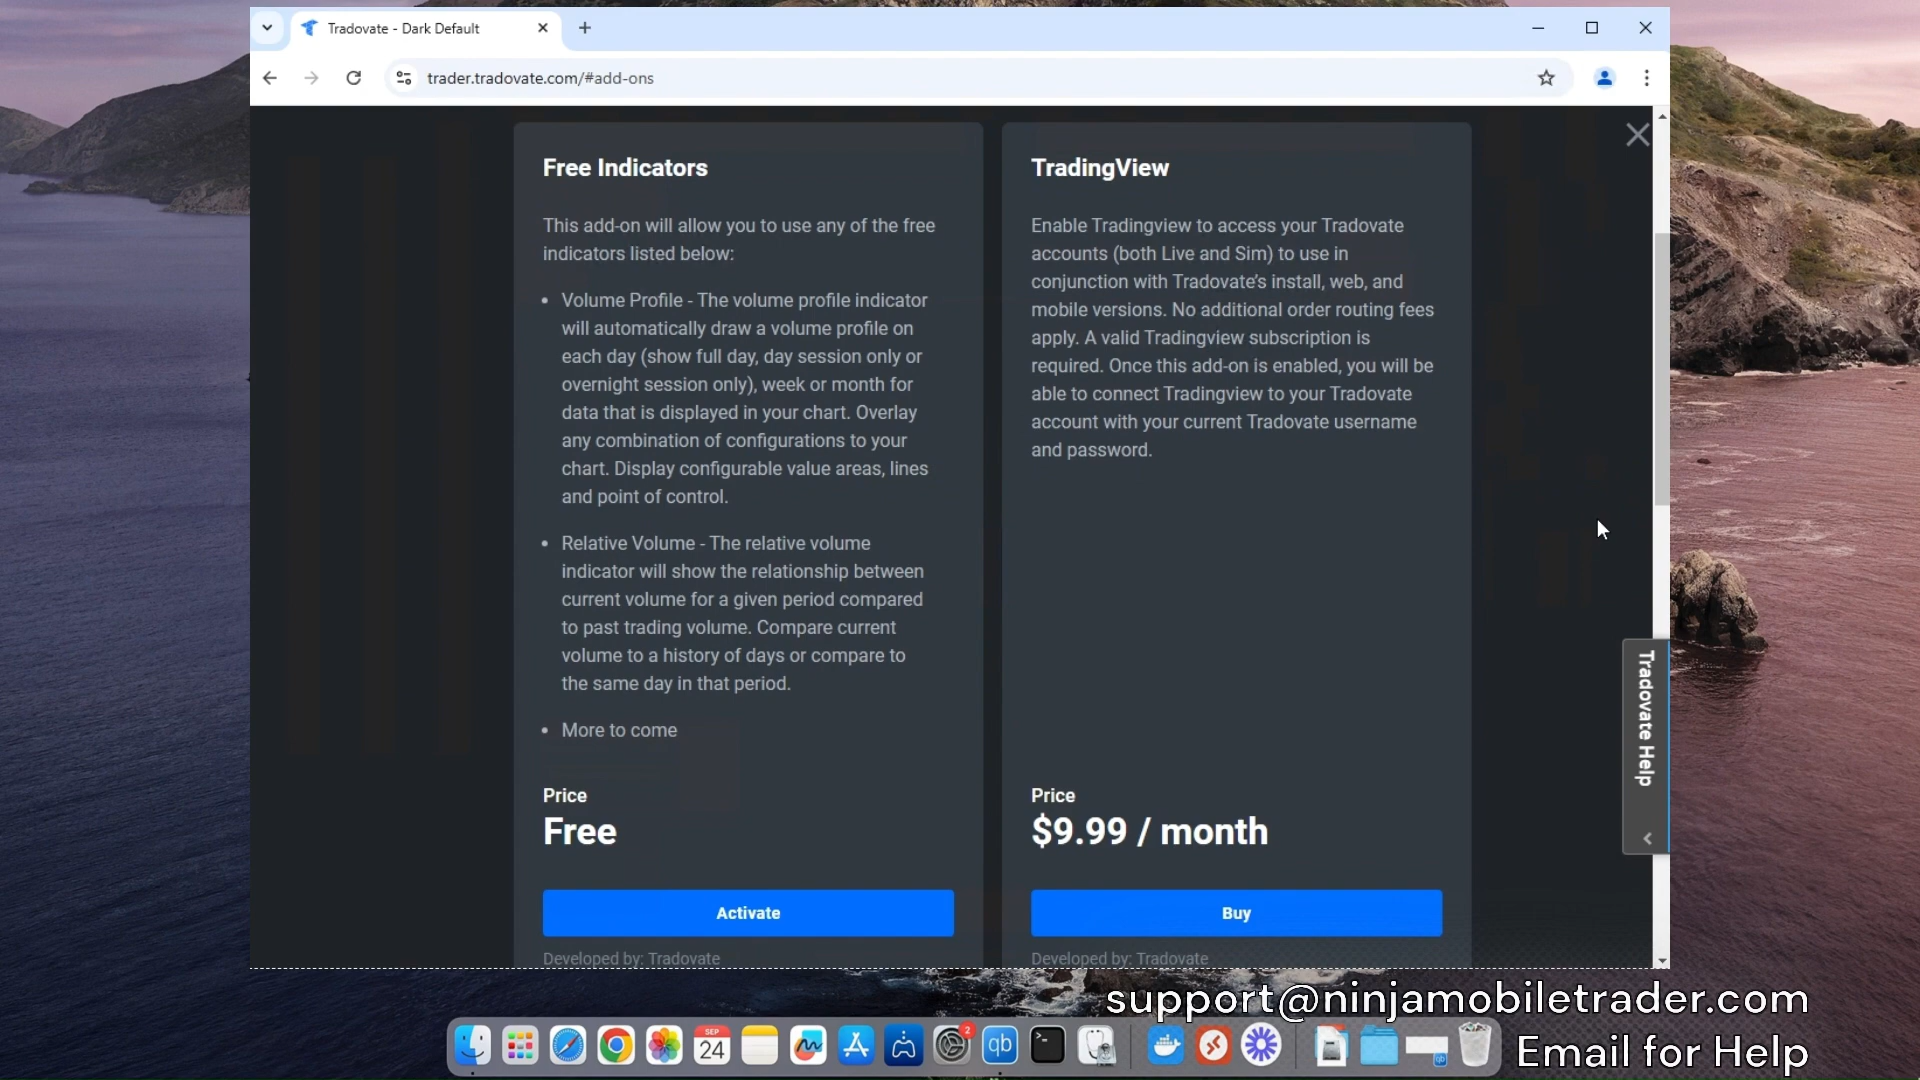 Tradovate - Dark Default
trader.tradovate.com/#add-ons
Free Indicators
This add-on will allow you to use any of the free
indicators listed below:
• Volume Profile - The volume profile indicator
will automatically draw a volume profile on
each day (show full day, day session only or
overnight session only), week or month for
data that is displayed in your chart. Overlay
any combination of configurations to your
chart. Display configurable value areas, lines
and point of control.
• Relative Volume - The relative volume
indicator will show the relationship between
current volume for a given period compared
to past trading volume. Compare current
volume to a history of days or compare to
the same day in that period.
• More to come
Price
Free
Activate
Developed by: Tradovate
TradingView
Enable Tradingview to access your Tradovate
accounts (both Live and Sim) to use in
conjunction with Tradovate's install, web, and
mobile versions. No additional order routing fees
apply. A valid Tradingview subscription is
required. Once this add-on is enabled, you will be
able to connect Tradingview to your Tradovate
account with your current Tradovate username
and password.
Price
$9.99 / month
Buy
Developed by: Tradovate
Tradovate Help
support@ninjamobiletrader.com
Email for Help
SEP
24
2
qb